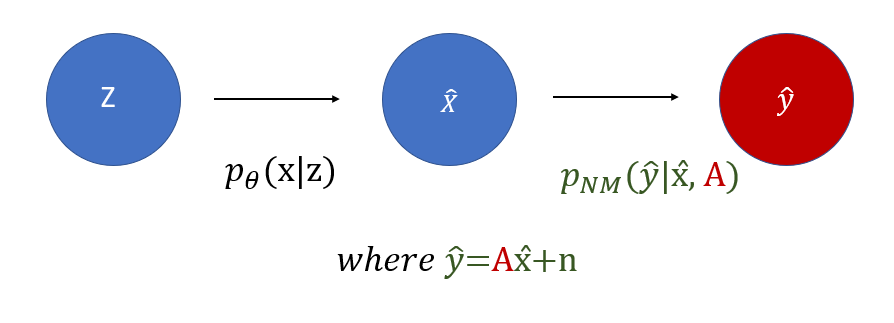 Z x̂ ŷ
p_θ(x|z) p_NM(ŷ|x̂, A)
where ŷ=Ax̂+n